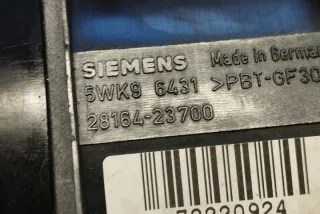 SIEMENS Made in German
5WK9 6431 >PBT-GF30
28164-23700